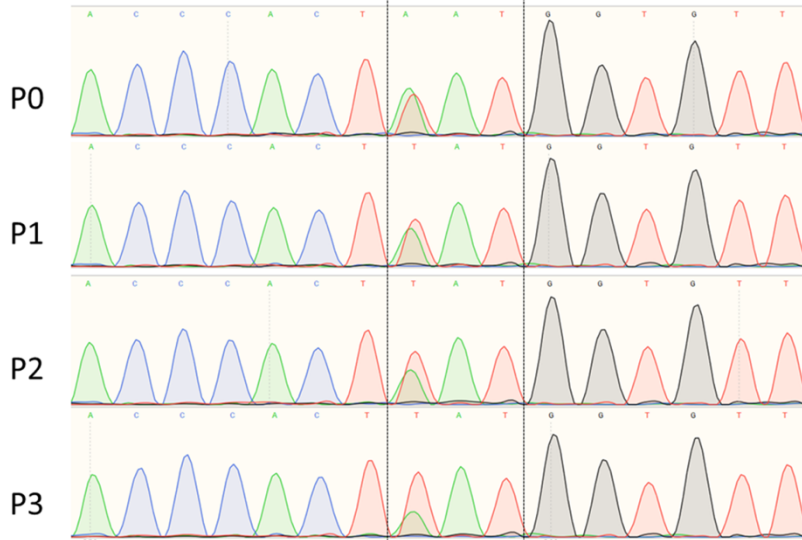 A C C C A C T A A T G G T G T T
P0
A C C C A C T T A T G G T G T T
P1
A C C C A C T T A T G G T G T T
P2
A C C C A C T T A T G G T G T T
P3